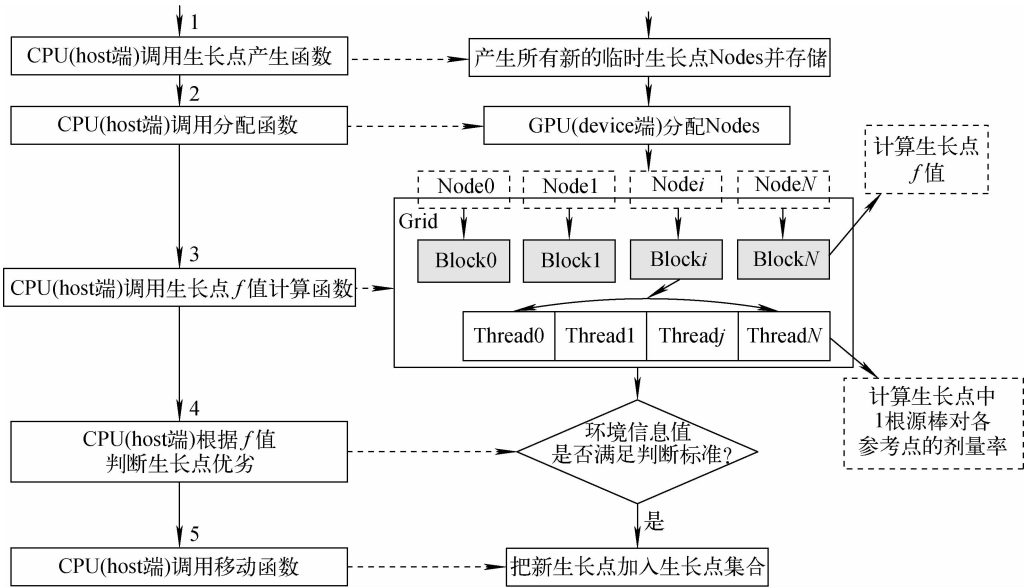 1
CPU(host端)调用生长点产生函数
产生所有新的临时生长点Nodes并存储
2
CPU(host端)调用分配函数
GPU(device端)分配Nodes
计算生长点
f值
Node0
Node1
Nodei
NodeN
Grid
Block0
Block1
Blocki
BlockN
3
CPU(host端)调用生长点f值计算函数
Thread0
Thread1
Threadj
ThreadN
计算生长点中
1根源棒对各
参考点的剂量率
4
CPU(host端)根据f值
判断生长点优劣
环境信息值
是否满足判断标准?
是
5
CPU(host端)调用移动函数
把新生长点加入生长点集合